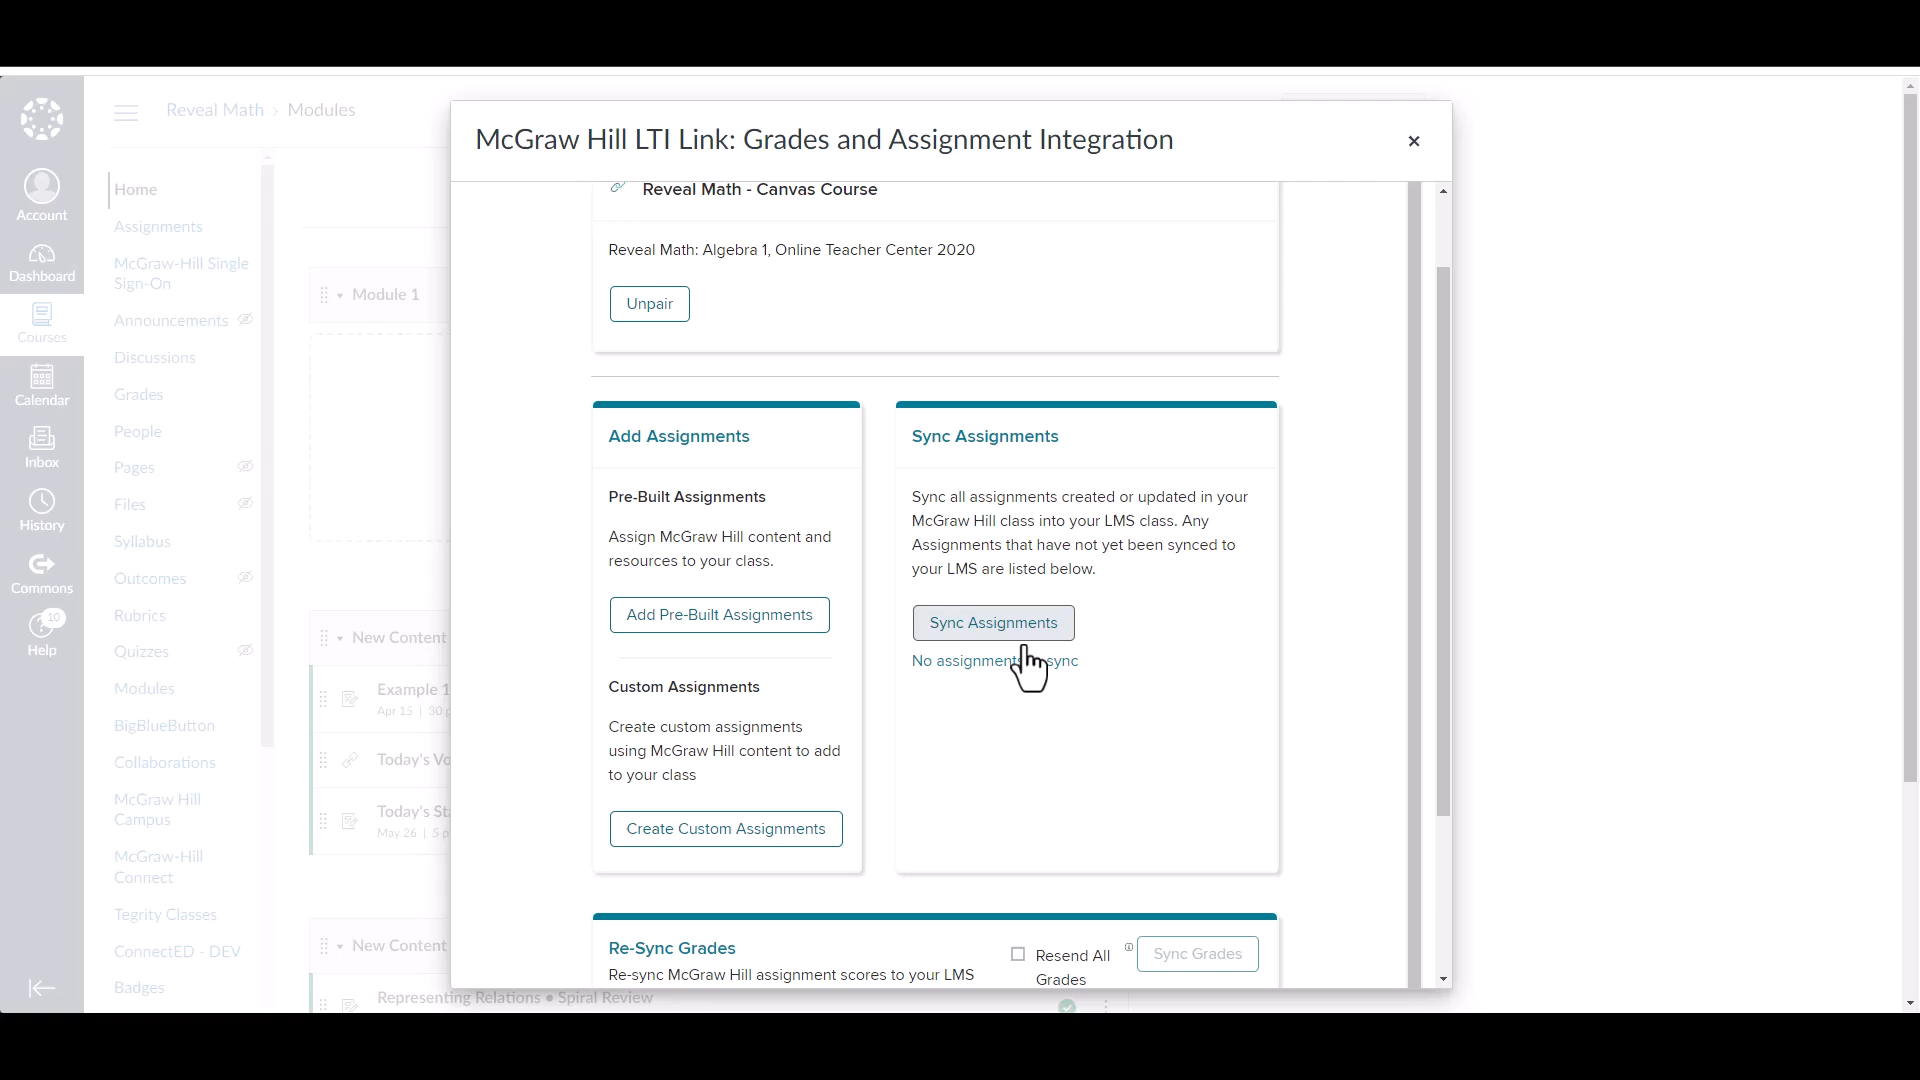 Reveal Math › Modules
McGraw Hill LTI Link: Grades and Assignment Integration
×
Account
Dashboard
Courses
Calendar
Inbox
History
Commons
10
Help
Home
Assignments
McGraw-Hill Single
Sign-On
Announcements
Discussions
Grades
People
Pages
Files
Syllabus
Outcomes
Rubrics
Quizzes
Modules
BigBlueButton
Collaborations
McGraw Hill
Campus
McGraw-Hill
Connect
Tegrity Classes
ConnectED - DEV
Badges
Module 1
New Content
Example 1
Apr 15 | 30 p
Today's Vo
Today's Sta
May 26 | 5 p
New Content
Representing Relations • Spiral Review
Reveal Math - Canvas Course
Reveal Math: Algebra 1, Online Teacher Center 2020
Unpair
Add Assignments
Pre-Built Assignments
Assign McGraw Hill content and
resources to your class.
Add Pre-Built Assignments
Custom Assignments
Create custom assignments
using McGraw Hill content to add
to your class
Create Custom Assignments
Sync Assignments
Sync all assignments created or updated in your
McGraw Hill class into your LMS class. Any
Assignments that have not yet been synced to
your LMS are listed below.
Sync Assignments
No assignments sync
Re-Sync Grades
Re-sync McGraw Hill assignment scores to your LMS
Resend All
Grades
Sync Grades